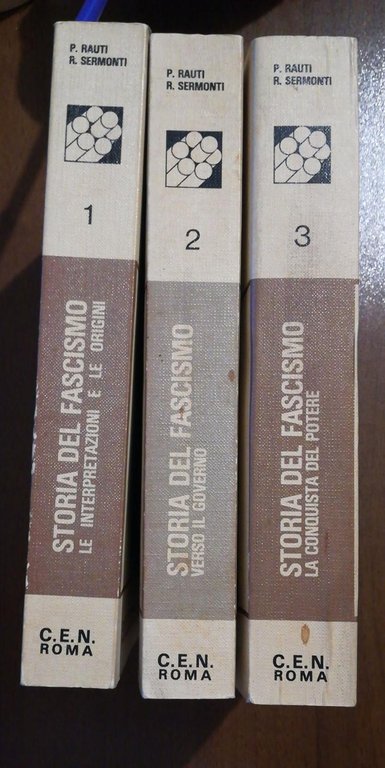 P. RAUTI
R. SERMONTI
1
STORIA DEL FASCISMO
LE INTERPRETAZIONI E LE ORIGINI
C.E.N.
ROMA
P. RAUTI
R. SERMONTI
2
STORIA DEL FASCISMO
VERSO IL GOVERNO
C.E.N.
ROMA
P. RAUTI
R. SERMONTI
3
STORIA DEL FASCISMO
LA CONQUISTA DEL POTERE
C.E.N.
ROMA